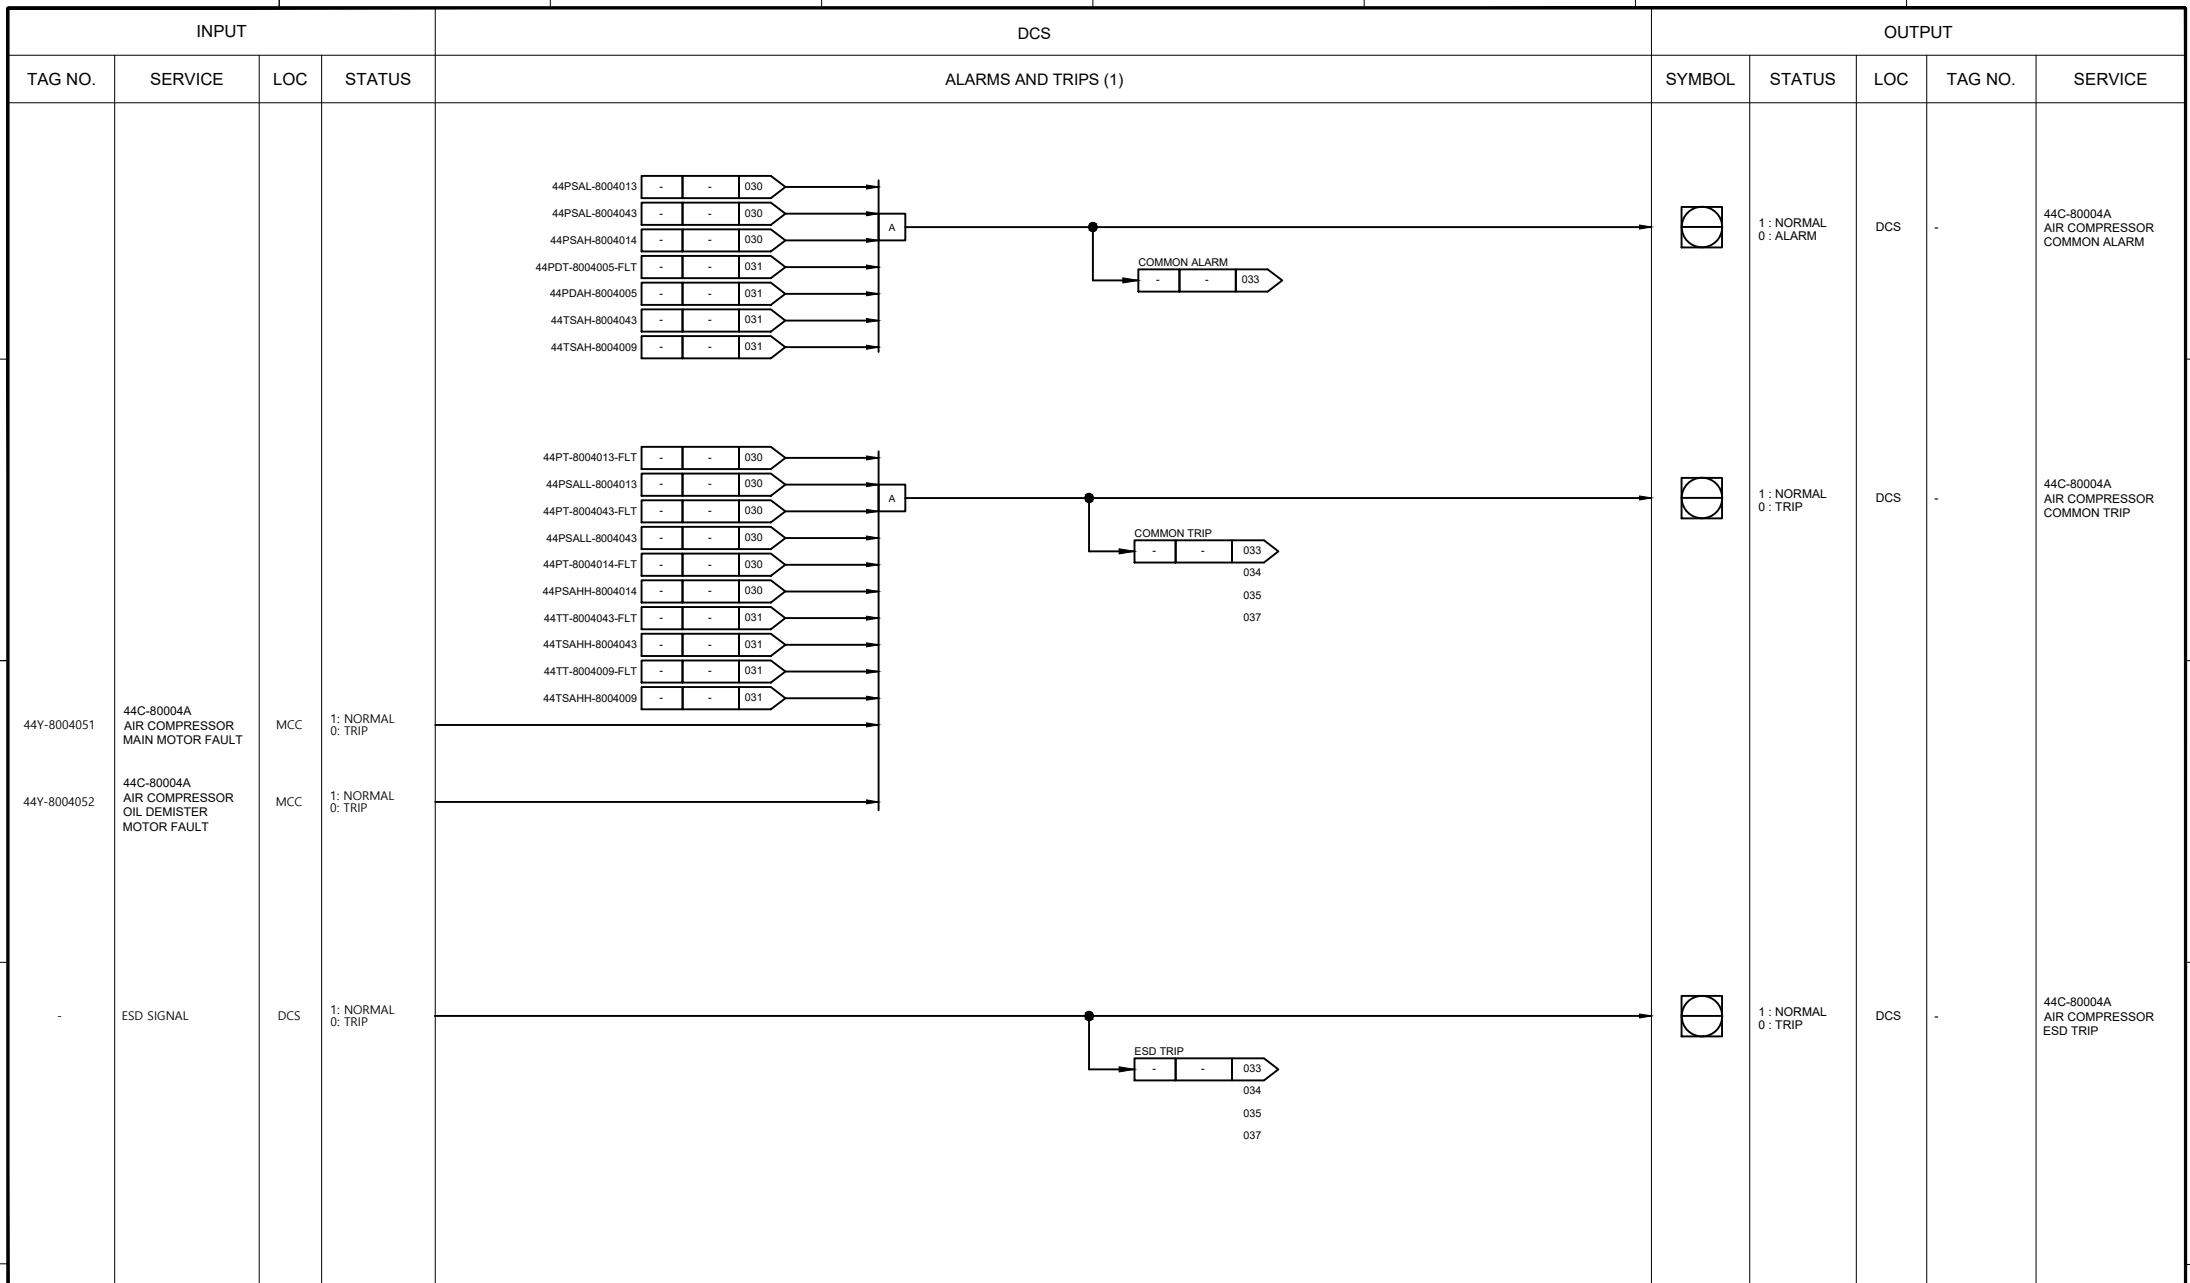 INPUT
DCS
OUTPUT
TAG NO.
SERVICE
LOC
STATUS
ALARMS AND TRIPS (1)
SYMBOL
STATUS
LOC
TAG NO.
SERVICE
44PSAL-8004013 - - 030
44PSAL-8004043 - - 030
44PSAH-8004014 - - 030
44PDT-8004005-FLT - - 031
44PDAH-8004005 - - 031
44TSAH-8004043 - - 031
44TSAH-8004009 - - 031
A
COMMON ALARM
- - 033
1 : NORMAL
0 : ALARM
DCS
-
44C-80004A
AIR COMPRESSOR
COMMON ALARM
44PT-8004013-FLT - - 030
44PSALL-8004013 - - 030
44PT-8004043-FLT - - 030
44PSALL-8004043 - - 030
44PT-8004014-FLT - - 030
44PSAHH-8004014 - - 030
44TT-8004043-FLT - - 031
44TSAHH-8004043 - - 031
44TT-8004009-FLT - - 031
44TSAHH-8004009 - - 031
A
COMMON TRIP
- - 033
034
035
037
1 : NORMAL
0 : TRIP
DCS
-
44C-80004A
AIR COMPRESSOR
COMMON TRIP
44Y-8004051
44C-80004A
AIR COMPRESSOR
MAIN MOTOR FAULT
MCC
1: NORMAL
0: TRIP
44Y-8004052
44C-80004A
AIR COMPRESSOR
OIL DEMISTER
MOTOR FAULT
MCC
1: NORMAL
0: TRIP
-
ESD SIGNAL
DCS
1: NORMAL
0: TRIP
ESD TRIP
- - 033
034
035
037
1 : NORMAL
0 : TRIP
DCS
-
44C-80004A
AIR COMPRESSOR
ESD TRIP